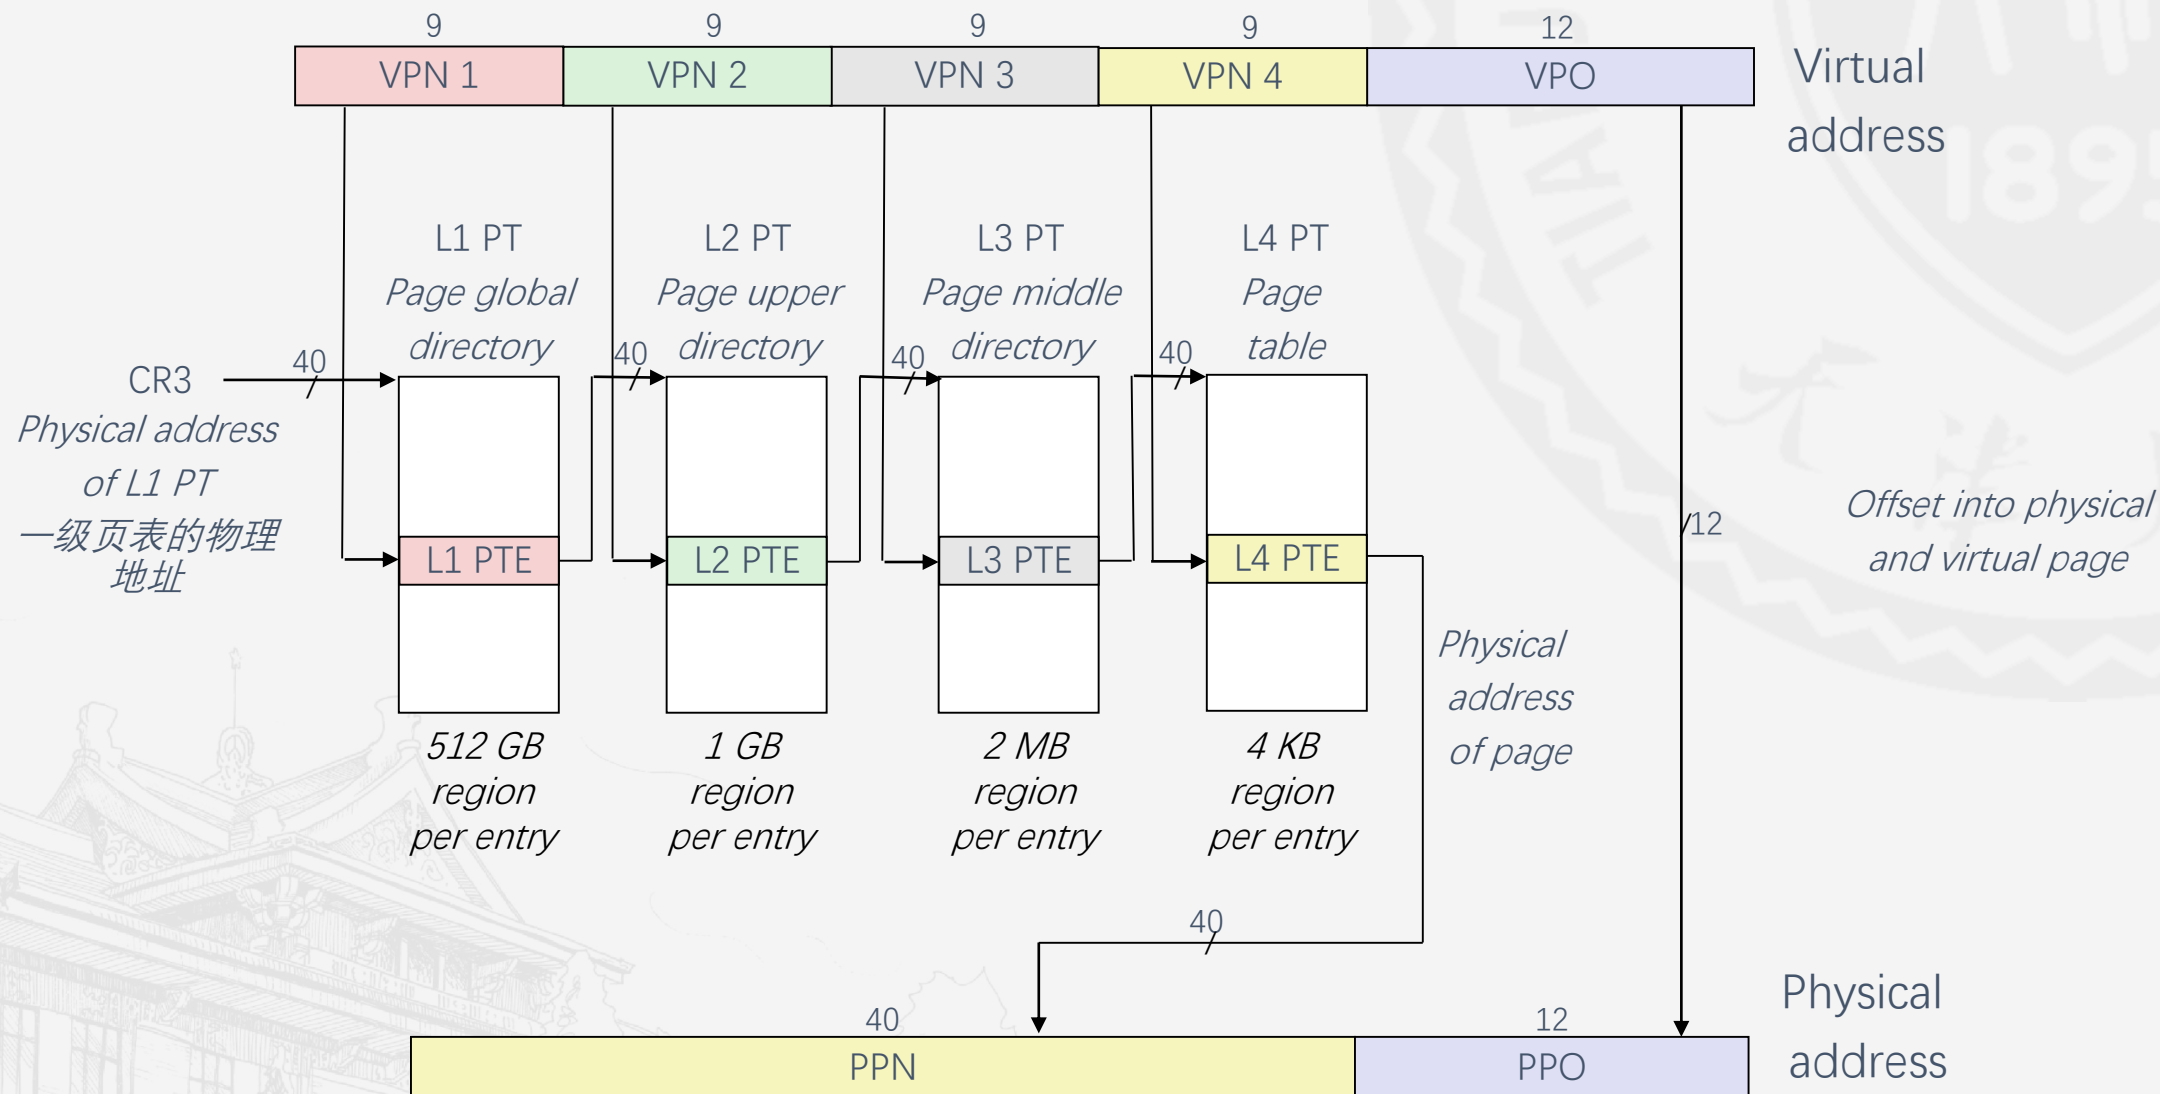 9 9 9 9 12
VPN 1 VPN 2 VPN 3 VPN 4 VPO
Virtual
address
L1 PT
Page global
directory
L2 PT
Page upper
directory
L3 PT
Page middle
directory
L4 PT
Page
table
CR3
Physical address
of L1 PT
一级页表的物理
地址
40
40
40
40
L1 PTE L2 PTE L3 PTE L4 PTE
512 GB
region
per entry
1 GB
region
per entry
2 MB
region
per entry
4 KB
region
per entry
Physical
address
of page
12
Offset into physical
and virtual page
40
40 12
PPN PPO
Physical
address
1895
TIANJ